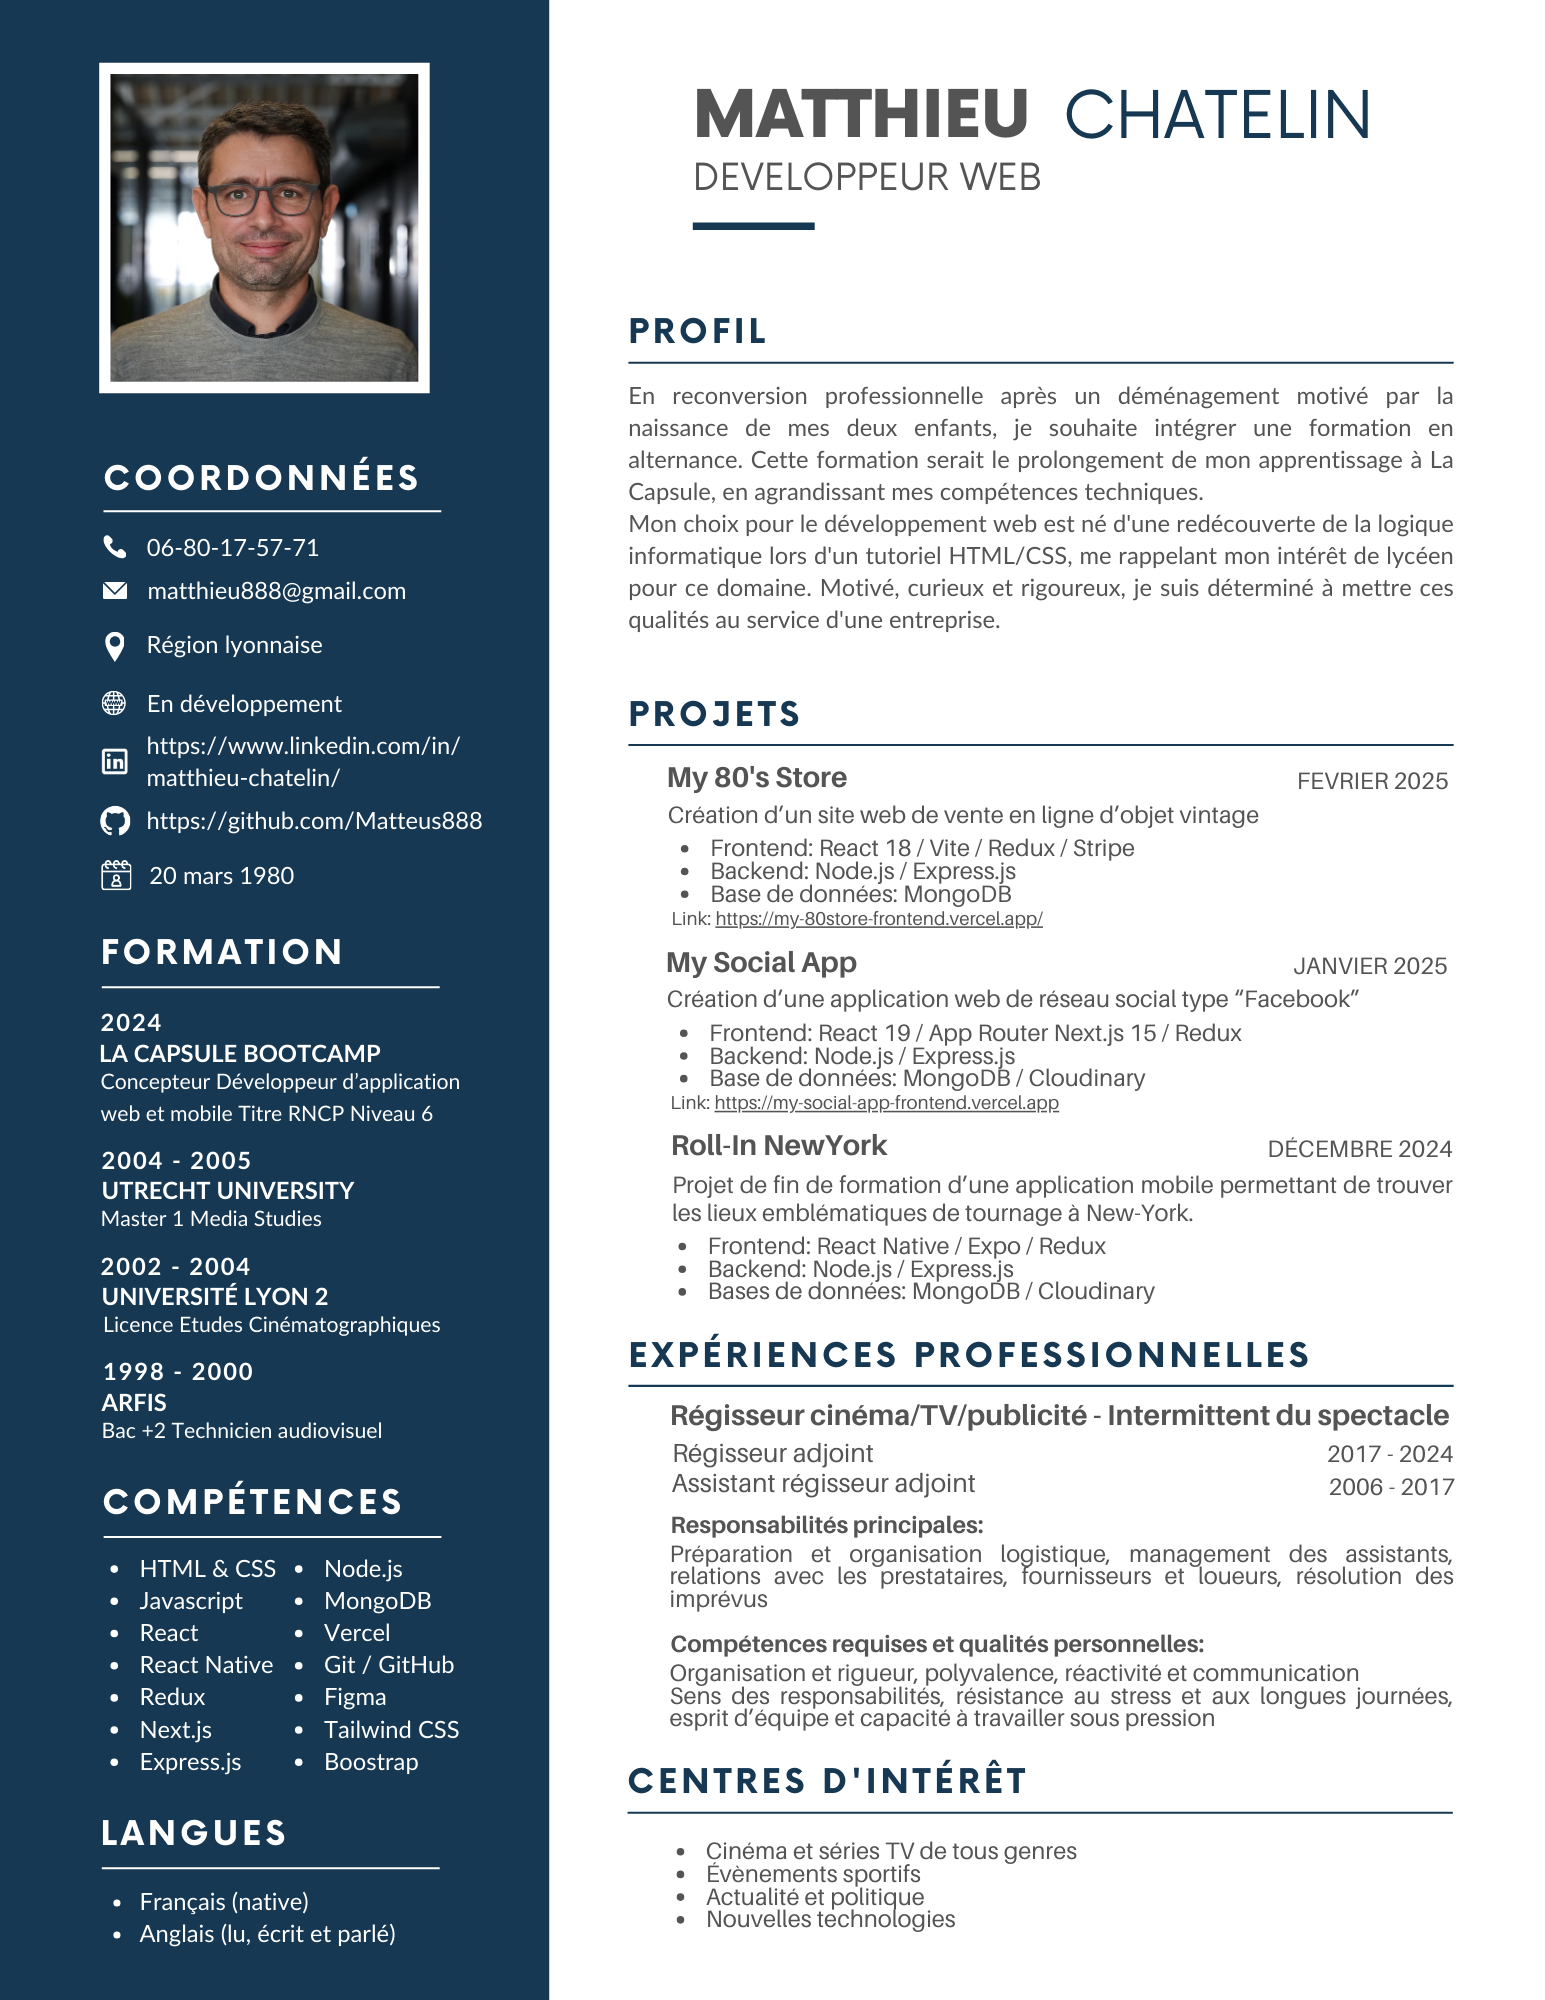 MATTHIEU CHATELIN
DEVELOPPEUR WEB
COORDONNÉES
06-80-17-57-71
matthieu888@gmail.com
Région lyonnaise
En développement
https://www.linkedin.com/in/
matthieu-chatelin/
https://github.com/Matteus888
20 mars 1980
FORMATION
2024
LA CAPSULE BOOTCAMP
Concepteur Développeur d’application
web et mobile Titre RNCP Niveau 6
2004 - 2005
UTRECHT UNIVERSITY
Master 1 Media Studies
2002 - 2004
UNIVERSITÉ LYON 2
Licence Etudes Cinématographiques
1998 - 2000
ARFIS
Bac +2 Technicien audiovisuel
COMPÉTENCES
• HTML & CSS
• Javascript
• React
• React Native
• Redux
• Next.js
• Express.js
• Node.js
• MongoDB
• Vercel
• Git / GitHub
• Figma
• Tailwind CSS
• Boostrap
LANGUES
• Français (native)
• Anglais (lu, écrit et parlé)
PROFIL
En reconversion professionnelle après un déménagement motivé par la
naissance de mes deux enfants, je souhaite intégrer une formation en
alternance. Cette formation serait le prolongement de mon apprentissage à La
Capsule, en agrandissant mes compétences techniques.
Mon choix pour le développement web est né d'une redécouverte de la logique
informatique lors d'un tutoriel HTML/CSS, me rappelant mon intérêt de lycéen
pour ce domaine. Motivé, curieux et rigoureux, je suis déterminé à mettre ces
qualités au service d'une entreprise.
PROJETS
My 80's Store FEVRIER 2025
Création d’un site web de vente en ligne d’objet vintage
• Frontend: React 18 / Vite / Redux / Stripe
• Backend: Node.js / Express.js
• Base de données: MongoDB
Link: https://my-80store-frontend.vercel.app/
My Social App JANVIER 2025
Création d’une application web de réseau social type “Facebook”
• Frontend: React 19 / App Router Next.js 15 / Redux
• Backend: Node.js / Express.js
• Base de données: MongoDB / Cloudinary
Link: https://my-social-app-frontend.vercel.app
Roll-In NewYork DÉCEMBRE 2024
Projet de fin de formation d’une application mobile permettant de trouver
les lieux emblématiques de tournage à New-York.
• Frontend: React Native / Expo / Redux
• Backend: Node.js / Express.js
• Bases de données: MongoDB / Cloudinary
EXPÉRIENCES PROFESSIONNELLES
Régisseur cinéma/TV/publicité - Intermittent du spectacle
Régisseur adjoint 2017 - 2024
Assistant régisseur adjoint 2006 - 2017
Responsabilités principales:
Préparation et organisation logistique, management des assistants,
relations avec les prestataires, fournisseurs et loueurs, résolution des
imprévus
Compétences requises et qualités personnelles:
Organisation et rigueur, polyvalence, réactivité et communication
Sens des responsabilités, résistance au stress et aux longues journées,
esprit d’équipe et capacité à travailler sous pression
CENTRES D'INTÉRÊT
• Cinéma et séries TV de tous genres
• Évènements sportifs
• Actualité et politique
• Nouvelles technologies